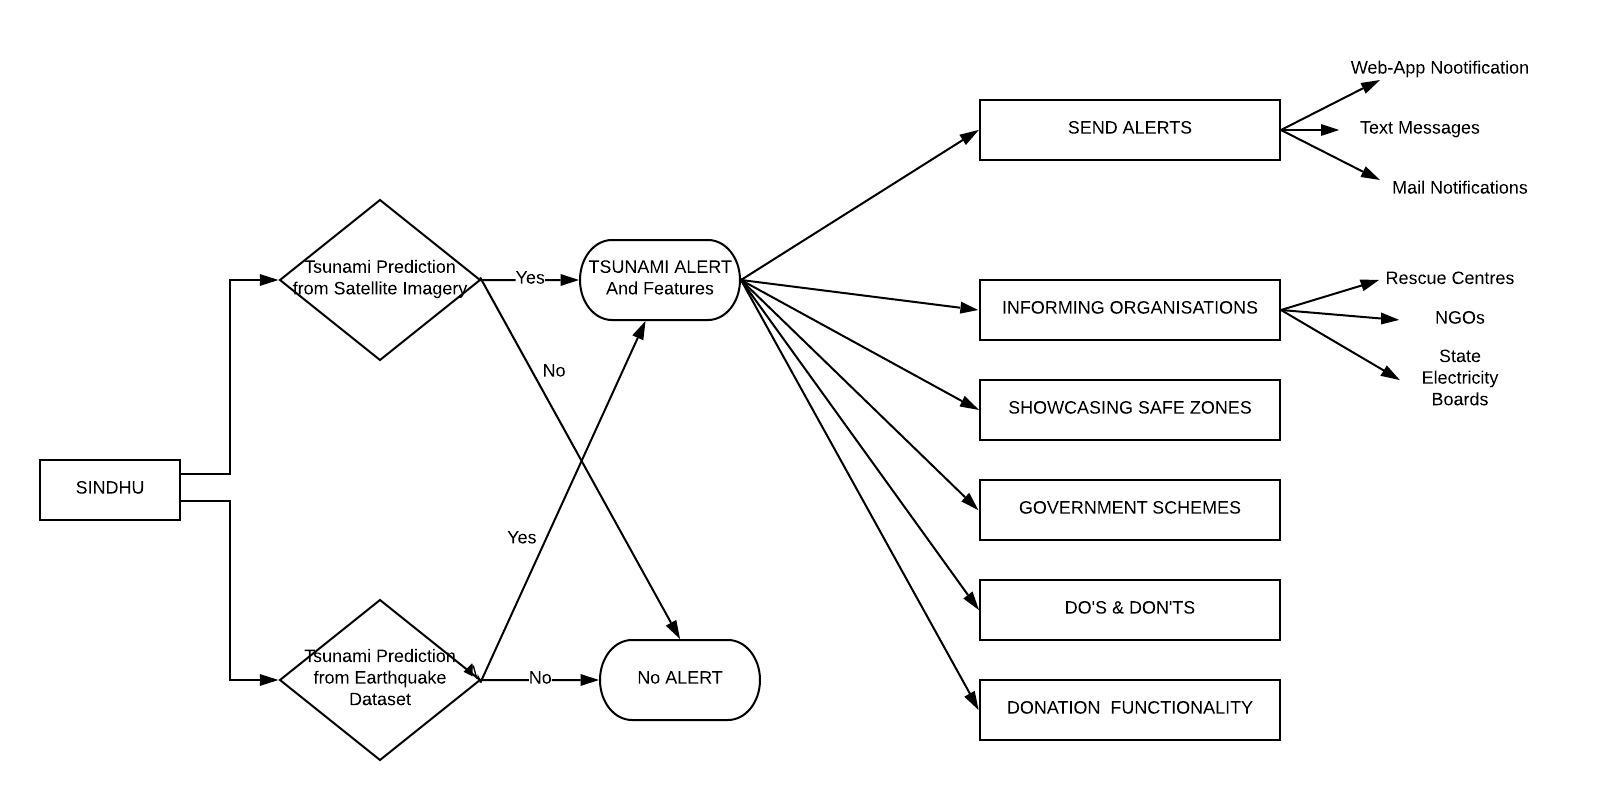 Web-App Nootification
SEND ALERTS
Text Messages
Mail Notifications
Tsunami Prediction
from Satellite Imagery
Yes
TSUNAMI ALERT
And Features
INFORMING ORGANISATIONS
Rescue Centres
NGOs
State
Electricity
Boards
No
SHOWCASING SAFE ZONES
SINDHU
GOVERNMENT SCHEMES
Yes
DO'S & DON'TS
Tsunami Prediction
from Earthquake
Dataset
No
No ALERT
DONATION  FUNCTIONALITY